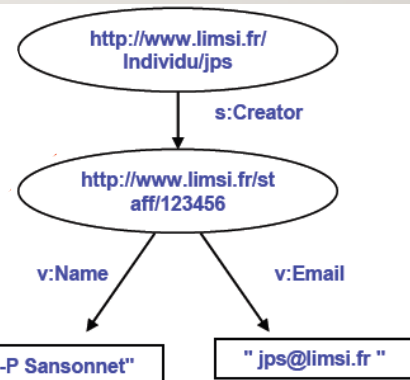 http://www.limsi.fr/
Individu/jps
s:Creator
http://www.limsi.fr/st
aff/123456
v:Name
v:Email
-P Sansonnet"
" jps@limsi.fr "